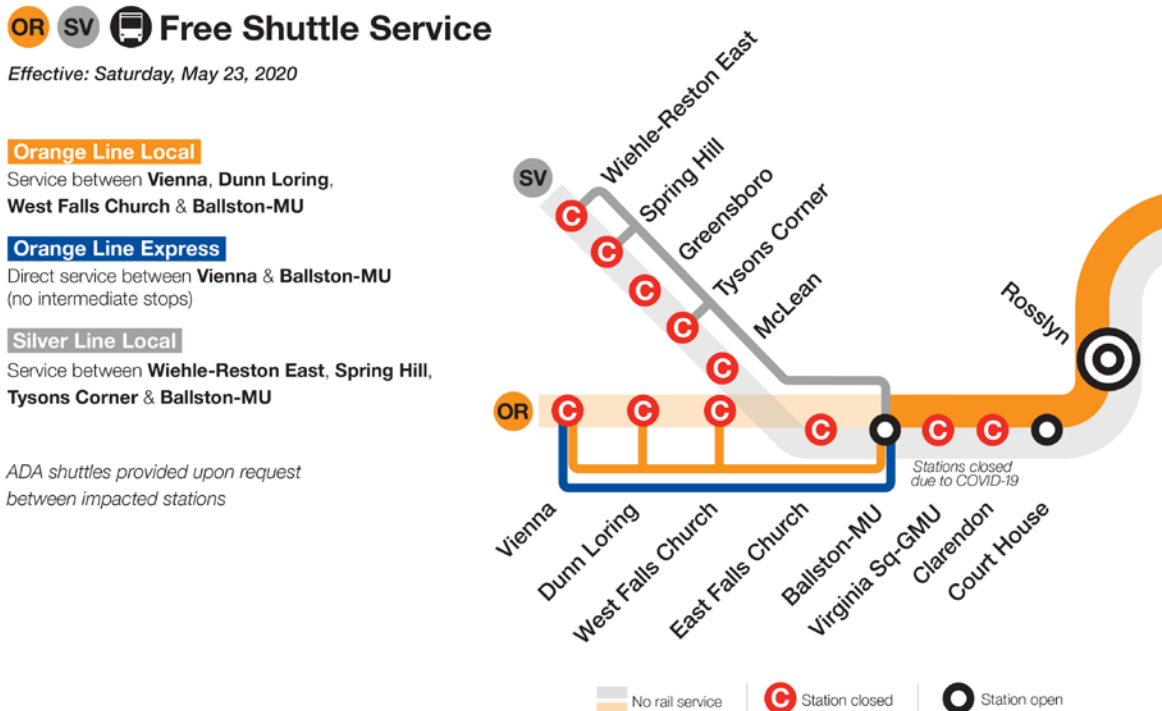 OR SV Free Shuttle Service
Effective: Saturday, May 23, 2020
Orange Line Local
Service between Vienna, Dunn Loring,
West Falls Church & Ballston-MU
Orange Line Express
Direct service between Vienna & Ballston-MU
(no intermediate stops)
Silver Line Local
Service between Wiehle-Reston East, Spring Hill,
Tysons Corner & Ballston-MU
ADA shuttles provided upon request
between impacted stations
SV
Wiehle-Reston East
Spring Hill
Greensboro
Tysons Corner
McLean
Rosslyn
C
C
C
C
C
OR
C
C
C
C
C
C
Stations closed
due to COVID-19
Vienna
Dunn Loring
West Falls Church
East Falls Church
Ballston-MU
Virginia Sq-GMU
Clarendon
Court House
No rail service
C Station closed
Station open